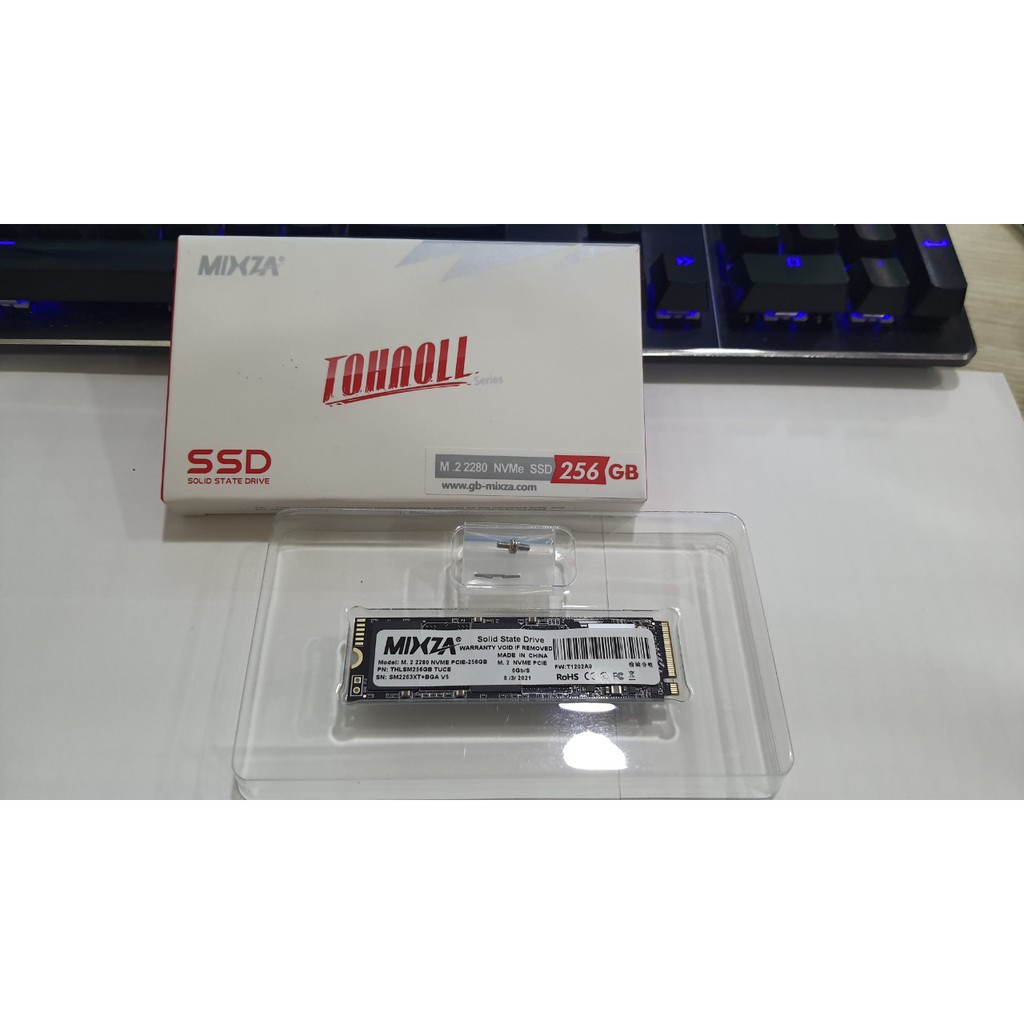 MIXZA®
TOHAOLL
Series
SSD
SOLID STATE DRIVE
M .2 2280 NVMe SSD 256 GB
www.gb-mixza.com
MIXZA®
Solid State Drive
WARRANTY VOID IF REMOVED
MADE IN CHINA
Model: M. 2 2280 NVME PCIE-256GB
M. 2 NVME PCIE
PN: THLSM256GB TUCE
6Gb/S
SN: SM2263XT+BGA V5
8 /3/ 2021
FW:T1202A0
RoHS CE FC